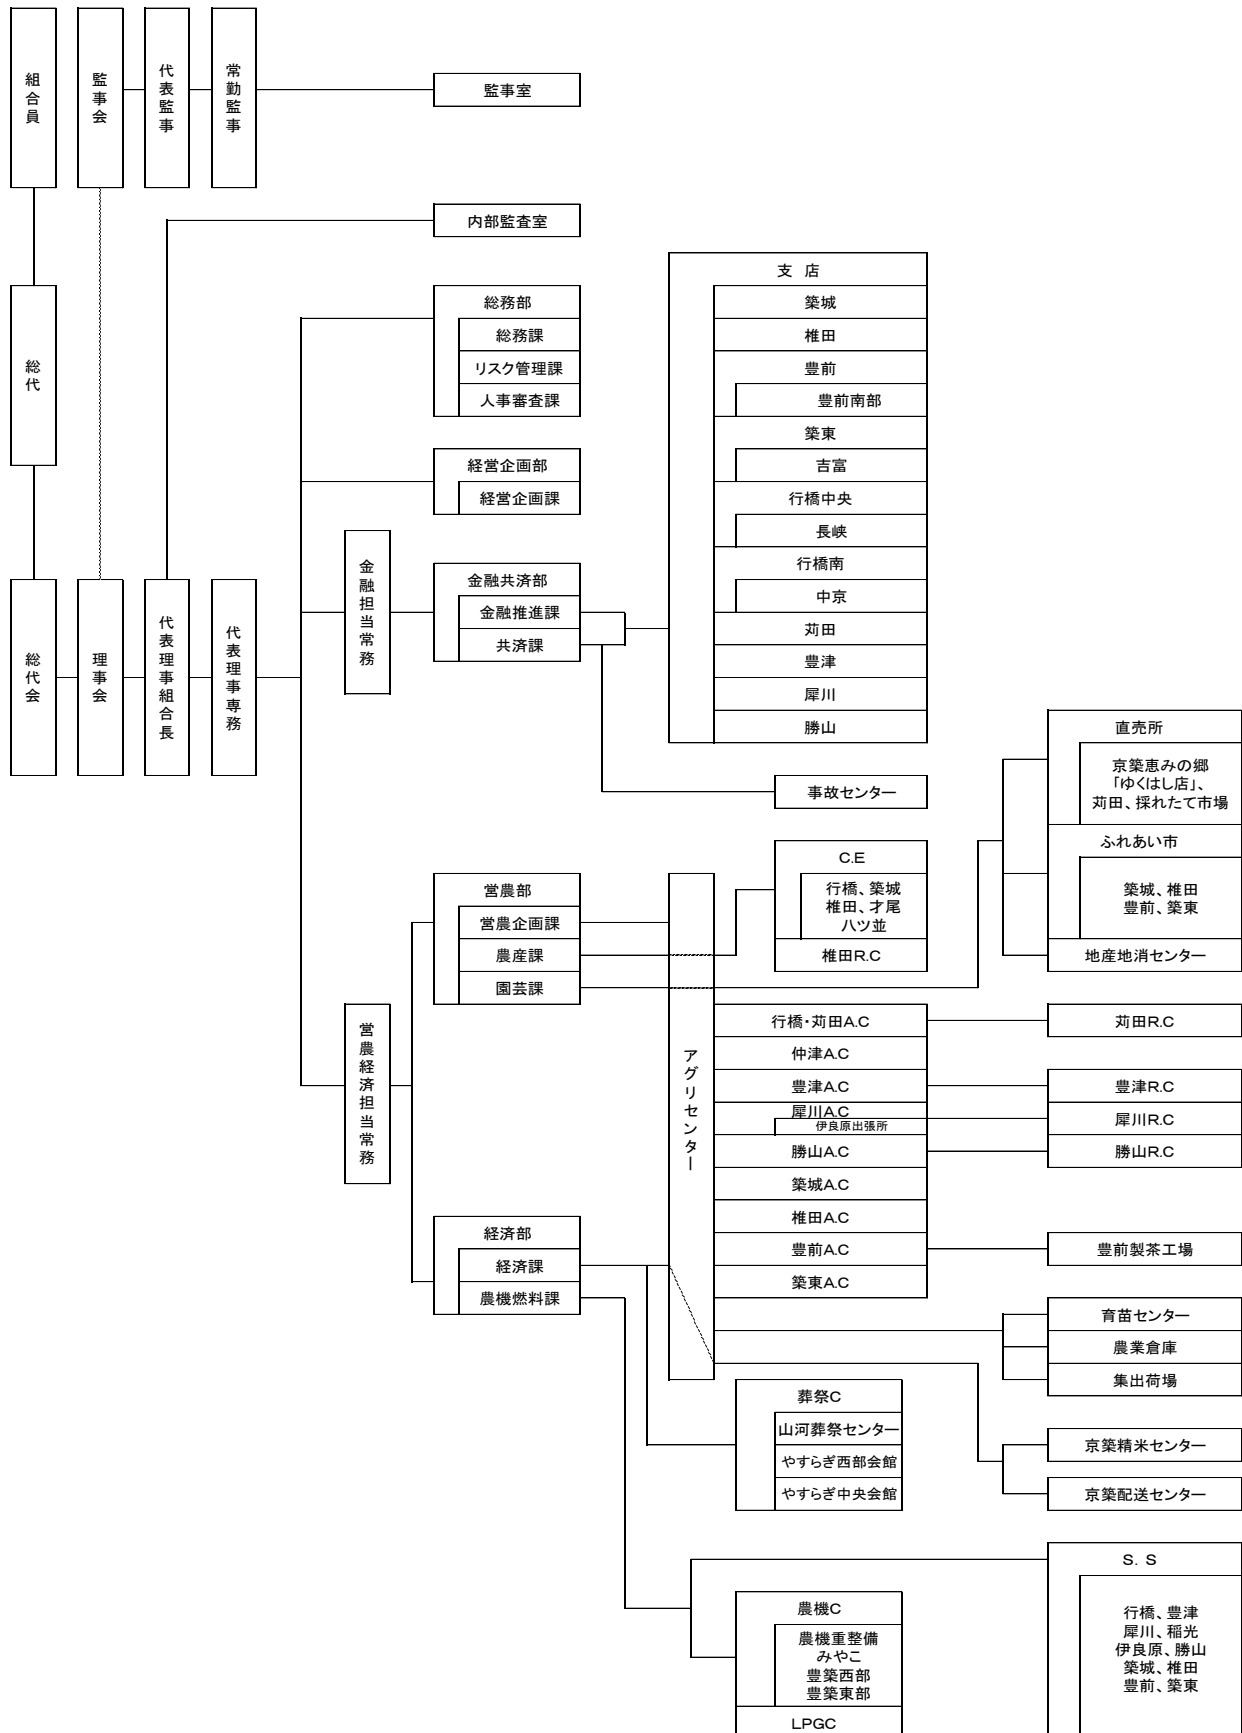 組合員
監事会
代表監事
常勤監事
監事室
内部監査室
総代
総代会
理事会
代表理事組合長
代表理事専務
総務部
総務課
リスク管理課
人事審査課
経営企画部
経営企画課
金融担当常務
金融共済部
金融推進課
共済課
支 店
築城
椎田
豊前
豊前南部
築東
吉富
行橋中央
長峡
行橋南
中京
苅田
豊津
犀川
勝山
事故センター
営農経済担当常務
営農部
営農企画課
農産課
園芸課
C.E
行橋、築城
椎田、才尾
八ツ並
椎田R.C
直売所
京築恵みの郷
「ゆくはし店」、
苅田、採れたて市場
ふれあい市
築城、椎田
豊前、築東
地産地消センター
アグリセンター
行橋・苅田A.C
仲津A.C
豊津A.C
犀川A.C
伊良原出張所
勝山A.C
築城A.C
椎田A.C
豊前A.C
築東A.C
苅田R.C
豊津R.C
犀川R.C
勝山R.C
豊前製茶工場
育苗センター
農業倉庫
集出荷場
経済部
経済課
農機燃料課
葬祭C
山河葬祭センター
やすらぎ西部会館
やすらぎ中央会館
京築精米センター
京築配送センター
農機C
農機重整備
みやこ
豊築西部
豊築東部
LPGC
S. S
行橋、豊津
犀川、稲光
伊良原、勝山
築城、椎田
豊前、築東